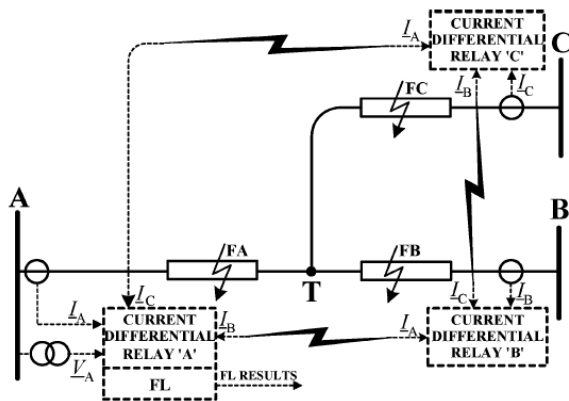 I_A
CURRENT
DIFFERENTIAL
RELAY 'C'
C
I_B
I_C
FC
A
B
FA
FB
T
I_C
I_A
CURRENT
DIFFERENTIAL
RELAY 'A'
I_B
V_A
FL
FL RESULTS
I_C
I_B
I_A
CURRENT
DIFFERENTIAL
RELAY 'B'